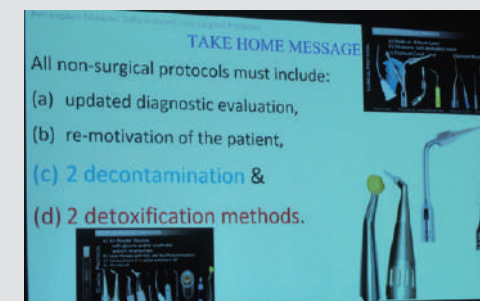 TAKE HOME MESSAGE
All non-surgical protocols must include:
(a) updated diagnostic evaluation,
(b) re-motivation of the patient,
(c) 2 decontamination &
(d) 2 detoxification methods.